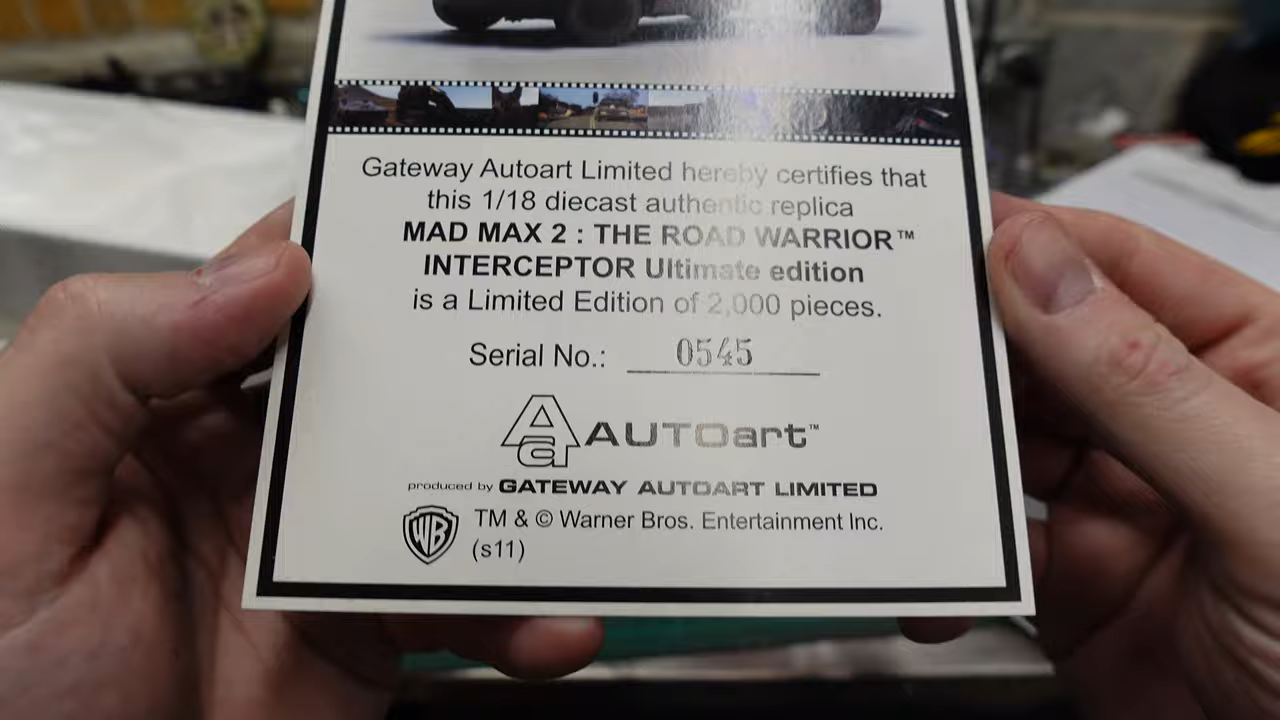 Gateway Autoart Limited hereby certifies that
this 1/18 diecast authentic replica
MAD MAX 2 : THE ROAD WARRIOR™
INTERCEPTOR Ultimate edition
is a Limited Edition of 2,000 pieces.
Serial No.: 0545
Aa AUTOart™
produced by GATEWAY AUTOART LIMITED
WB TM & © Warner Bros. Entertainment Inc.
(s11)